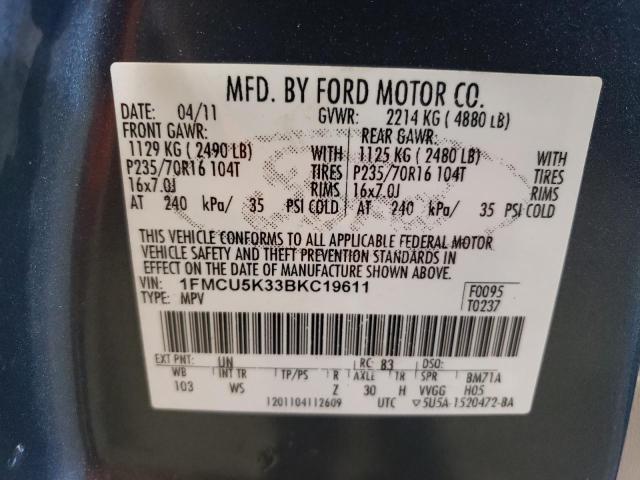 MFD. BY FORD MOTOR CO.
DATE: 04/11 GVWR: 2214 KG ( 4880 LB)
FRONT GAWR: REAR GAWR:
1129 KG ( 2490 LB) WITH 1125 KG ( 2480 LB) WITH
P235/70R16 104T TIRES P235/70R16 104T TIRES
16x7.0J RIMS 16x7.0J RIMS
AT 240 kPa/ 35 PSI COLD AT 240 kPa/ 35 PSI COLD
THIS VEHICLE CONFORMS TO ALL APPLICABLE FEDERAL MOTOR
VEHICLE SAFETY AND THEFT PREVENTION STANDARDS IN
EFFECT ON THE DATE OF MANUFACTURE SHOWN ABOVE.
VIN: 1FMCU5K33BKC19611 F0095
TYPE: MPV T0237
EXT PNT: UN RC: 83 DSO:
WB INT TR TP/PS R AXLE TR SPR BM71A
103 WS Z 30 H VVGG H05
1201104112609 UTC 5U5A-1520472-BA